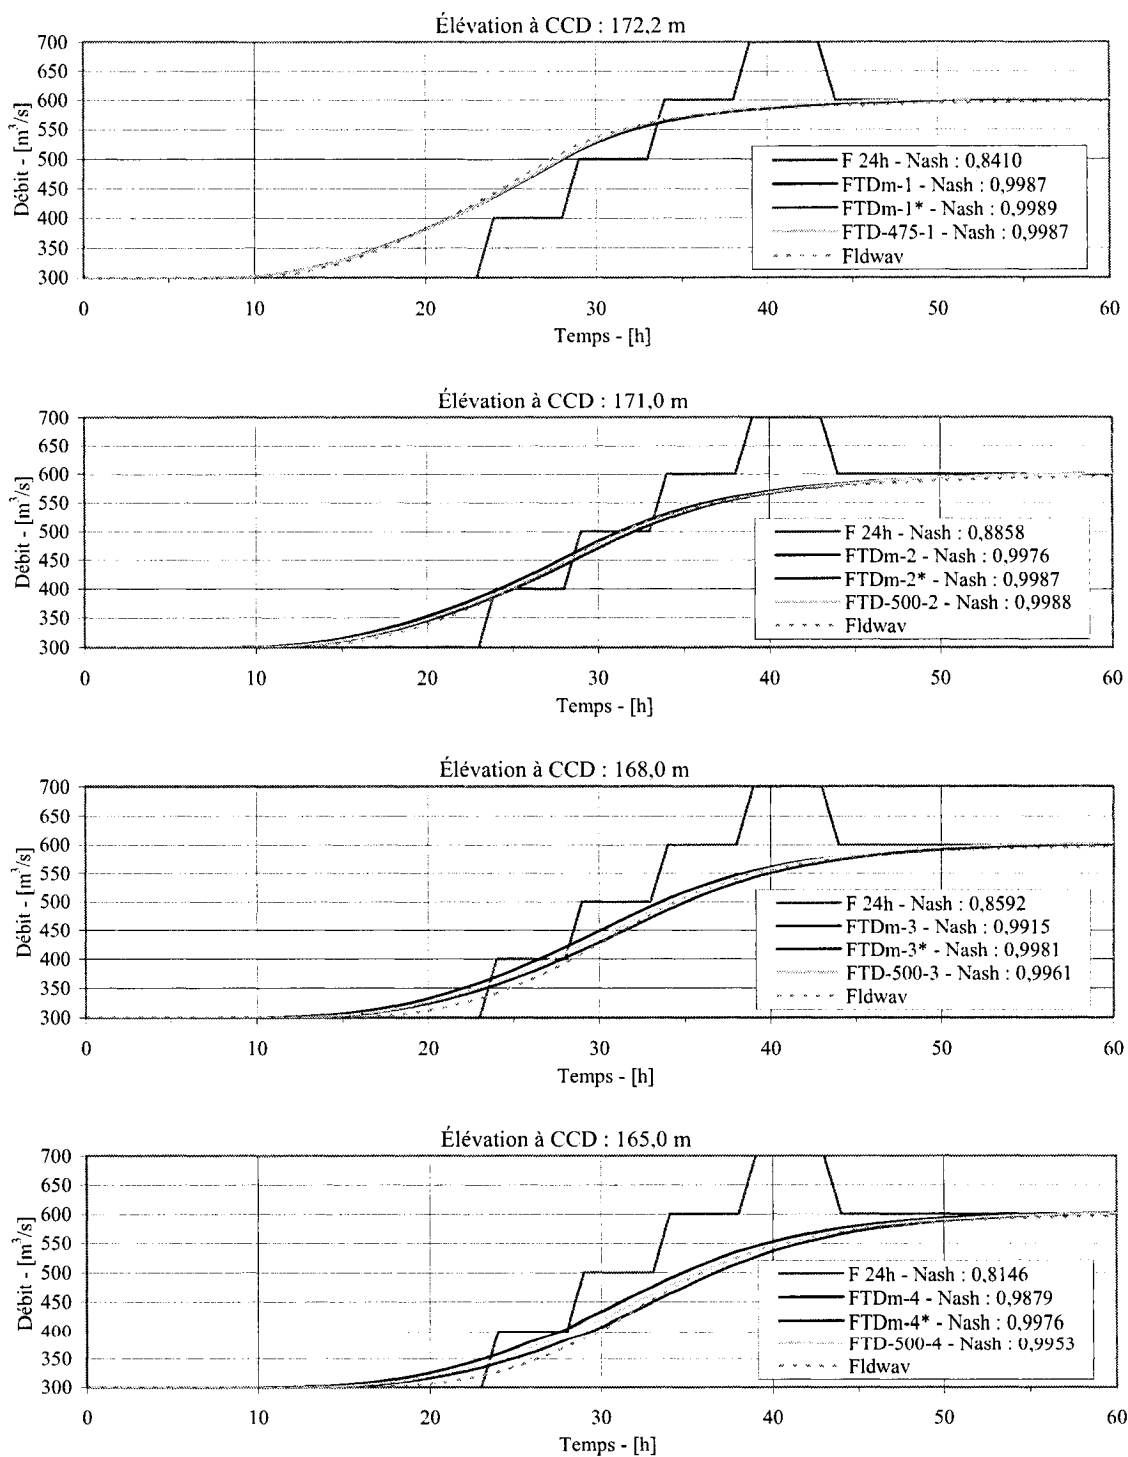 Élévation à CCD : 172,2 m
700
650
600
550
500
450
400
350
300
Débit - [m³/s]
F 24h - Nash : 0,8410
FTDm-1 - Nash : 0,9987
FTDm-1* - Nash : 0,9989
FTD-475-1 - Nash : 0,9987
Fldwav
0 10 20 30 40 50 60
Temps - [h]
Élévation à CCD : 171,0 m
700
650
600
550
500
450
400
350
300
Débit - [m³/s]
F 24h - Nash : 0,8858
FTDm-2 - Nash : 0,9976
FTDm-2* - Nash : 0,9987
FTD-500-2 - Nash : 0,9988
Fldwav
0 10 20 30 40 50 60
Temps - [h]
Élévation à CCD : 168,0 m
700
650
600
550
500
450
400
350
300
Débit - [m³/s]
F 24h - Nash : 0,8592
FTDm-3 - Nash : 0,9915
FTDm-3* - Nash : 0,9981
FTD-500-3 - Nash : 0,9961
Fldwav
0 10 20 30 40 50 60
Temps - [h]
Élévation à CCD : 165,0 m
700
650
600
550
500
450
400
350
300
Débit - [m³/s]
F 24h - Nash : 0,8146
FTDm-4 - Nash : 0,9879
FTDm-4* - Nash : 0,9976
FTD-500-4 - Nash : 0,9953
Fldwav
0 10 20 30 40 50 60
Temps - [h]